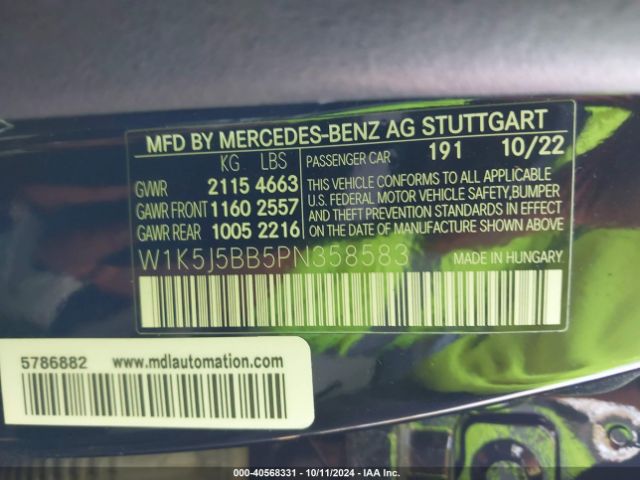 MFD BY MERCEDES-BENZ AG STUTTGART
KG LBS
GVWR 2115 4663
GAWR FRONT 1160 2557
GAWR REAR 1005 2216
PASSENGER CAR 191 10/22
THIS VEHICLE CONFORMS TO ALL APPLICABLE
U.S. FEDERAL MOTOR VEHICLE SAFETY, BUMPER
AND THEFT PREVENTION STANDARDS IN EFFECT
ON THE DATE OF MANUFACTURE SHOWN ABOVE.
W1K5J5BB5PN358583
MADE IN HUNGARY
5786882 www.mdlautomation.com
000-40568331 - 10/11/2024 - IAA Inc.